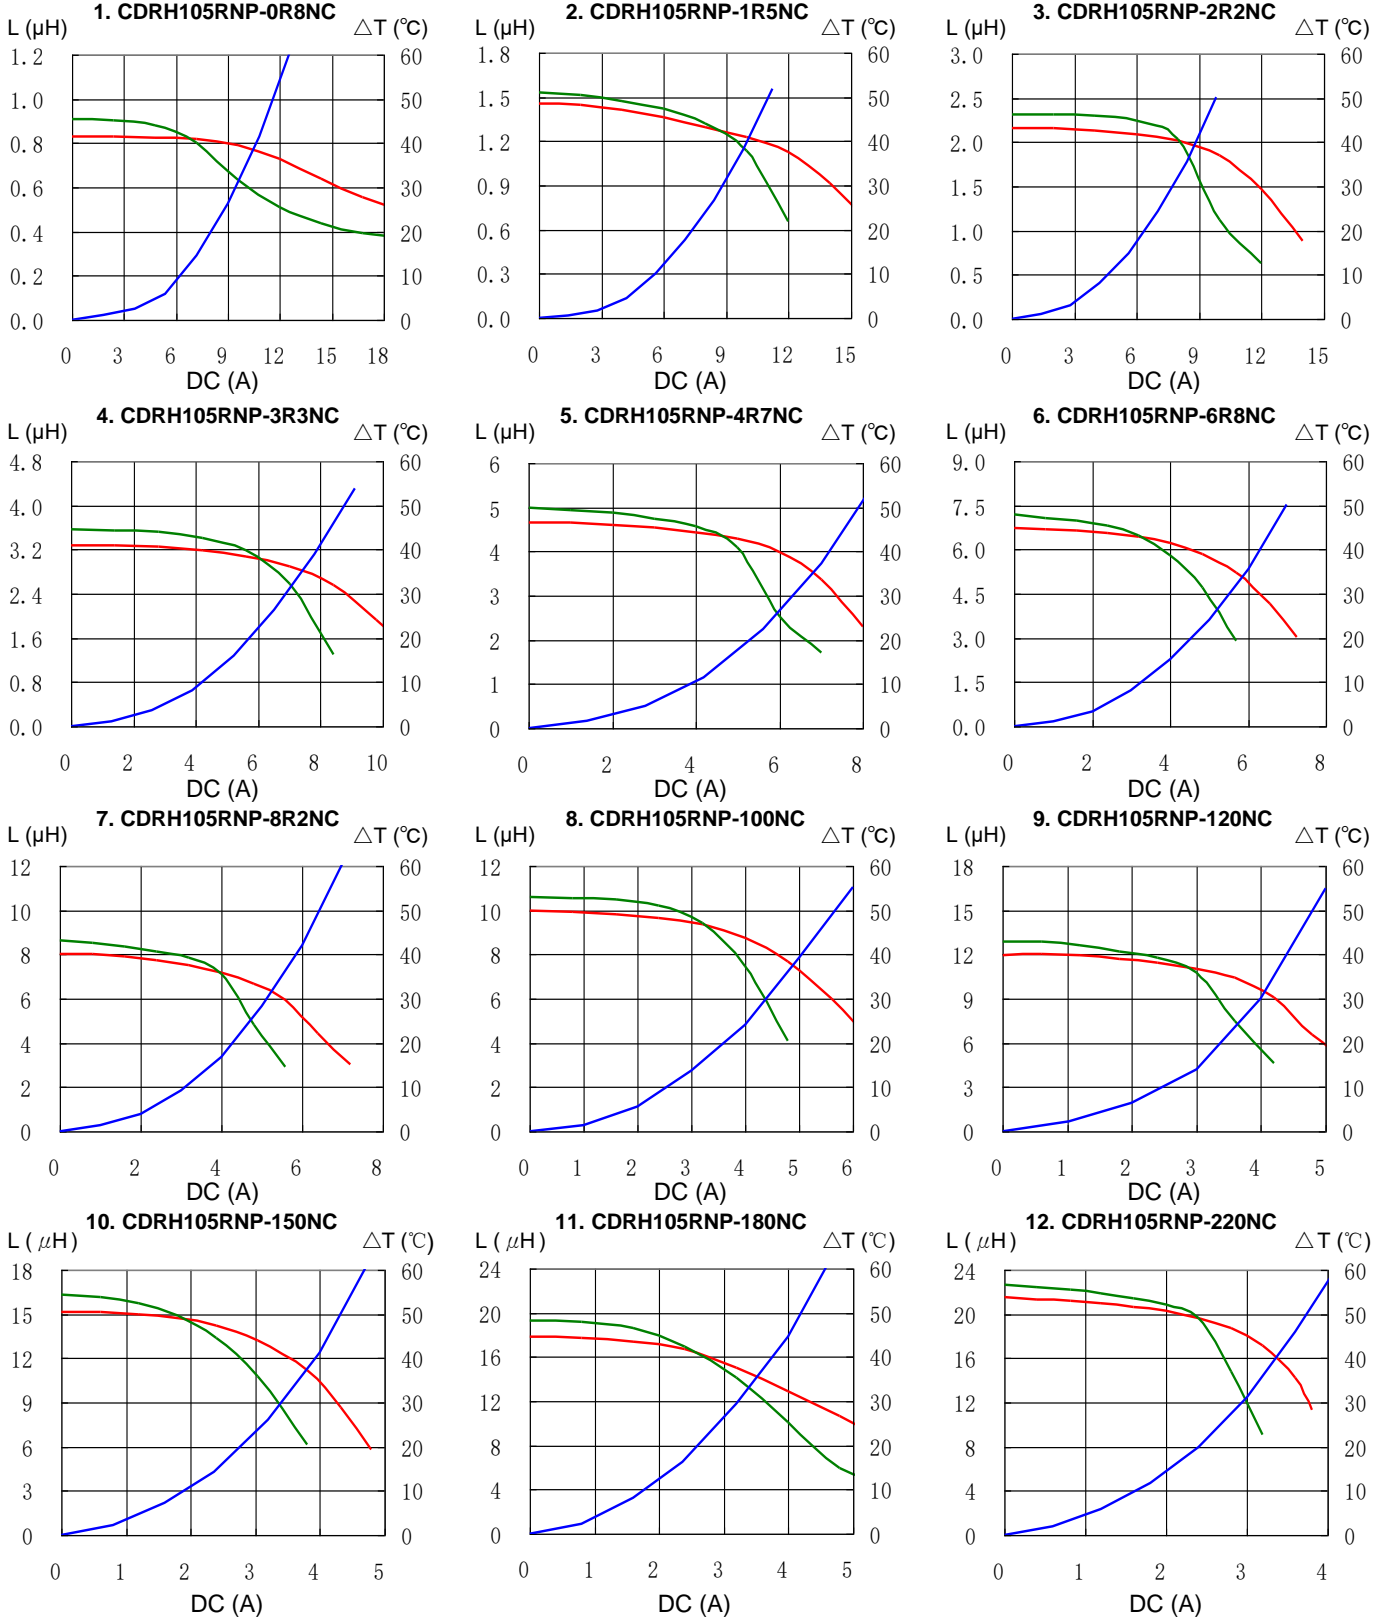 1. CDRH105RNP-0R8NC
2. CDRH105RNP-1R5NC
3. CDRH105RNP-2R2NC
L (μH) △T (℃) L (μH) △T (℃) L (μH) △T (℃)
1.2 60 1.8 60 3.0 60
1.0 50 1.5 50 2.5 50
0.8 40 1.2 40 2.0 40
0.6 30 0.9 30 1.5 30
0.4 20 0.6 20 1.0 20
0.2 10 0.3 10 0.5 10
0.0 0 0.0 0 0.0 0
0 3 6 9 12 15 18 0 3 6 9 12 15 0 3 6 9 12 15
DC (A) DC (A) DC (A)
4. CDRH105RNP-3R3NC
5. CDRH105RNP-4R7NC
6. CDRH105RNP-6R8NC
L (μH) △T (℃) L (μH) △T (℃) L (μH) △T (℃)
4.8 60 6 60 9.0 60
4.0 50 5 50 7.5 50
3.2 40 4 40 6.0 40
2.4 30 3 30 4.5 30
1.6 20 2 20 3.0 20
0.8 10 1 10 1.5 10
0.0 0 0 0 0.0 0
0 2 4 6 8 10 0 2 4 6 8 0 2 4 6 8
DC (A) DC (A) DC (A)
7. CDRH105RNP-8R2NC
8. CDRH105RNP-100NC
9. CDRH105RNP-120NC
L (μH) △T (℃) L (μH) △T (℃) L (μH) △T (℃)
12 60 12 60 18 60
10 50 10 50 15 50
8 40 8 40 12 40
6 30 6 30 9 30
4 20 4 20 6 20
2 10 2 10 3 10
0 0 0 0 0 0
0 2 4 6 8 0 1 2 3 4 5 6 0 1 2 3 4 5
DC (A) DC (A) DC (A)
10. CDRH105RNP-150NC
11. CDRH105RNP-180NC
12. CDRH105RNP-220NC
L ( μH) △T (℃) L ( μH) △T (℃) L ( μH) △T (℃)
18 60 24 60 24 60
15 50 20 50 20 50
12 40 16 40 16 40
9 30 12 30 12 30
6 20 8 20 8 20
3 10 4 10 4 10
0 0 0 0 0 0
0 1 2 3 4 5 0 1 2 3 4 5 0 1 2 3 4
DC (A) DC (A) DC (A)